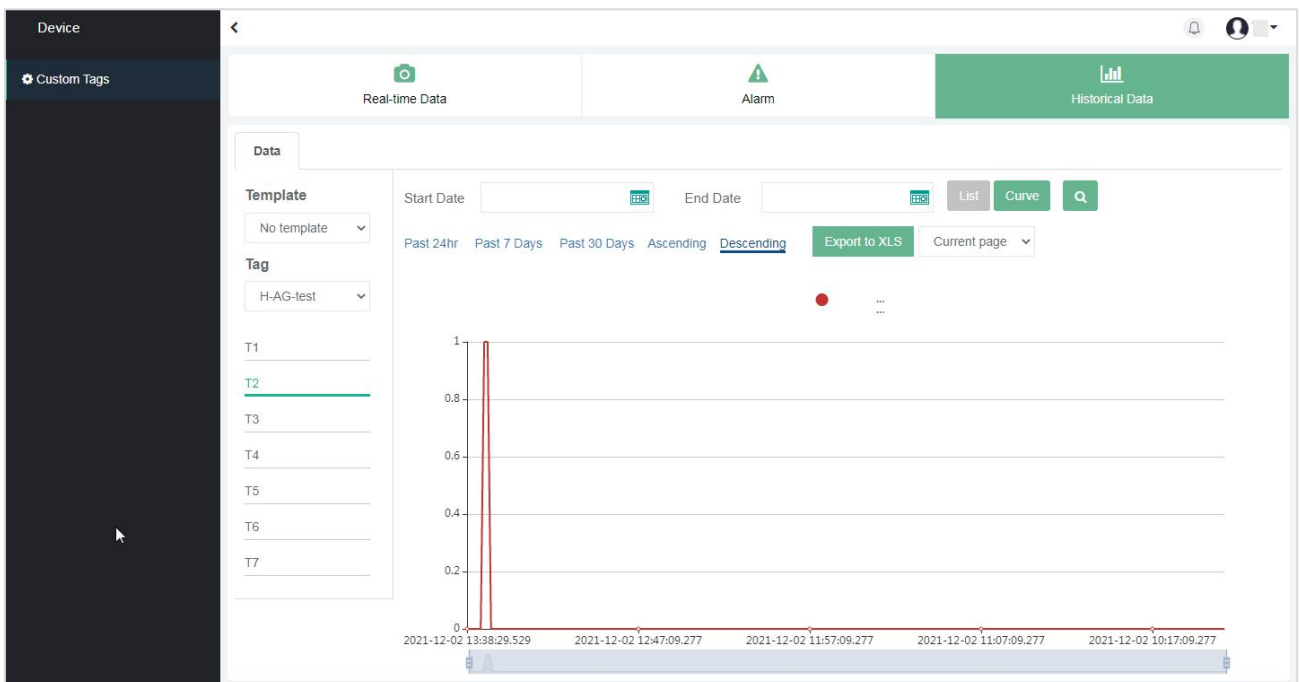 Device
Custom Tags
Real-time Data
Alarm
Historical Data
Data
Template
No template
Tag
H-AG-test
T1
T2
T3
T4
T5
T6
T7
Start Date
End Date
List
Curve
Past 24hr Past 7 Days Past 30 Days Ascending Descending
Export to XLS
Current page
...
...
1
0.8
0.6
0.4
0.2
0
2021-12-02 13:38:29.529 2021-12-02 12:47:09.277 2021-12-02 11:57:09.277 2021-12-02 11:07:09.277 2021-12-02 10:17:09.277